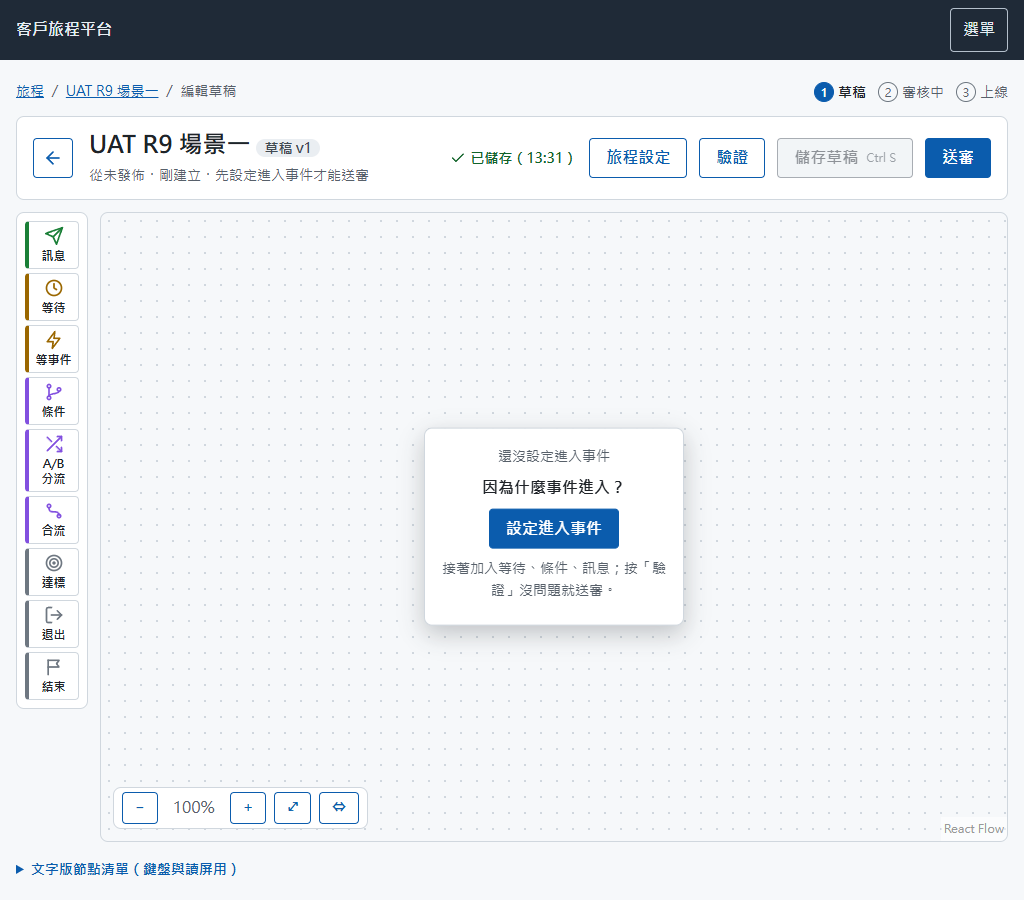 客戶旅程平台
選單
旅程 / UAT R9 場景一 / 編輯草稿
1 草稿 2 審核中 3 上線
UAT R9 場景一 草稿 v1
從未發佈・剛建立・先設定進入事件才能送審
已儲存 ( 13:31 )
旅程設定
驗證
儲存草稿 Ctrl S
送審
訊息
等待
等事件
條件
A/B
分流
合流
達標
退出
結束
還沒設定進入事件
因為什麼事件進入？
設定進入事件
接著加入等待、條件、訊息；按「驗
證」沒問題就送審。
− 100% +
React Flow
文字版節點清單 ( 鍵盤與讀屏用 )